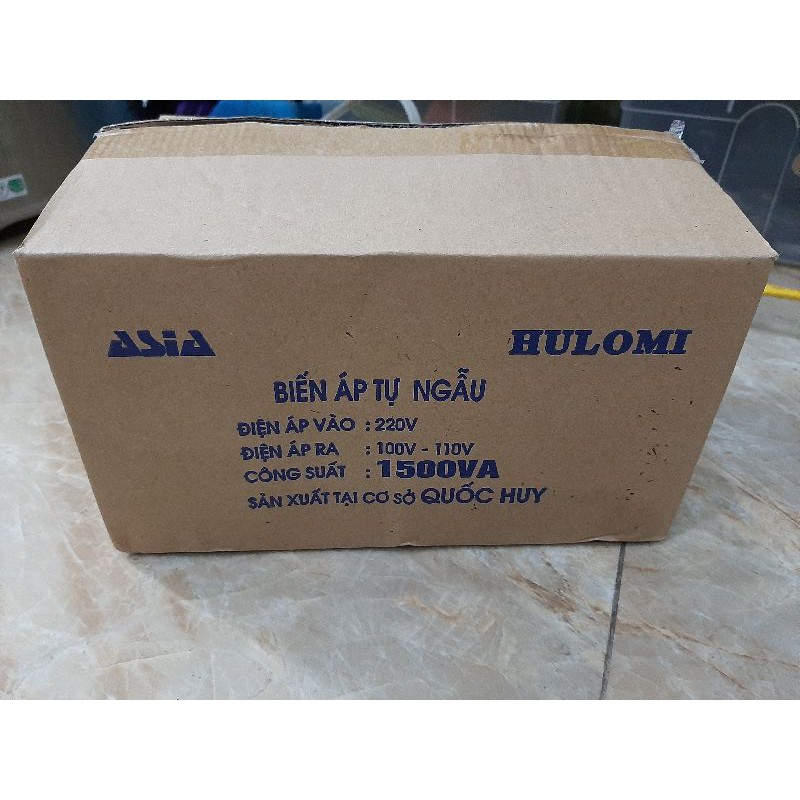 ASIA HULOMI
BIẾN ÁP TỰ NGẪU
ĐIỆN ÁP VÀO : 220V
ĐIỆN ÁP RA : 100V - 110V
CÔNG SUẤT : 1500VA
SẢN XUẤT TẠI CƠ SỞ QUỐC HUY